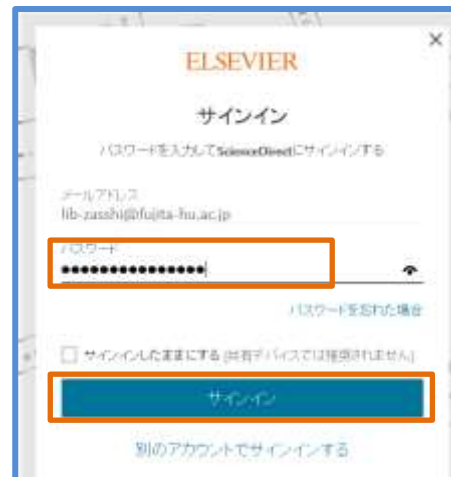 ELSEVIER
サインイン
パスワードを入力してScienceDirectにサインインする
メールアドレス
lib-zasshi@fujita-hu.ac.jp
パスワード
パスワードを忘れた場合
サインインしたままにする (共有デバイスでは推奨されません)
サインイン
別のアカウントでサインインする